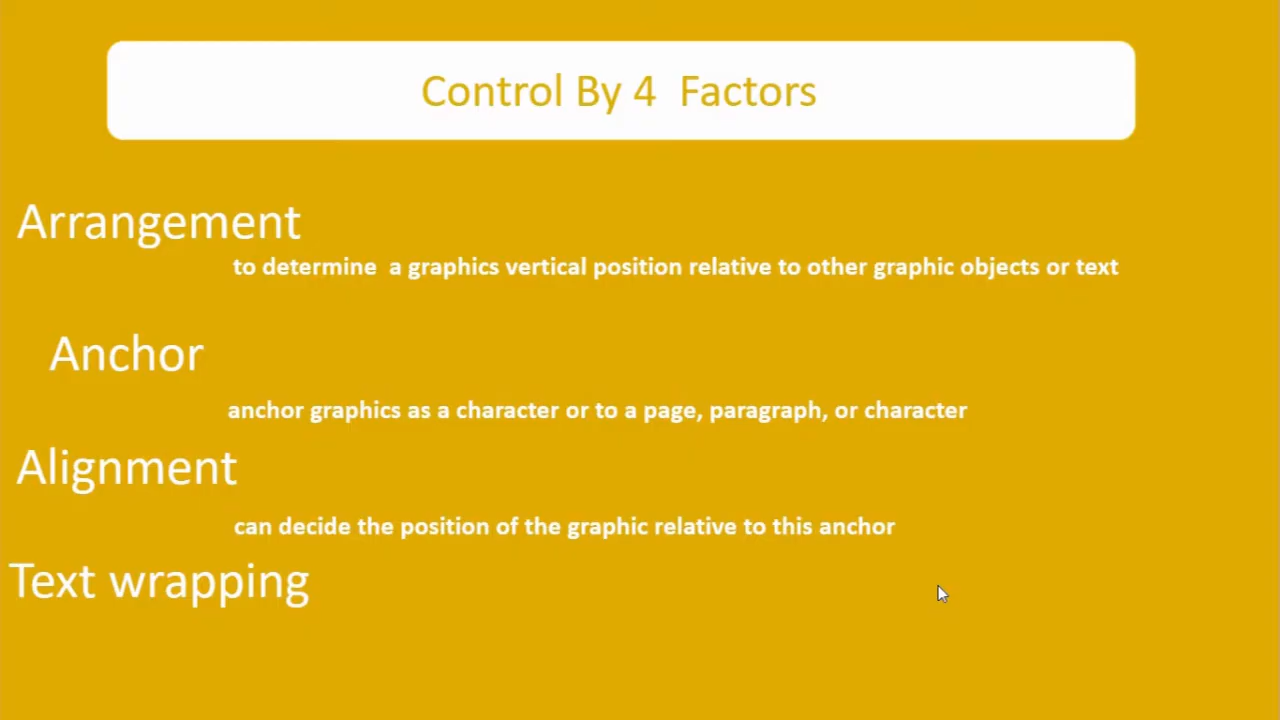 Control By 4 Factors
Arrangement
to determine a graphics vertical position relative to other graphic objects or text
Anchor
anchor graphics as a character or to a page, paragraph, or character
Alignment
can decide the position of the graphic relative to this anchor
Text wrapping